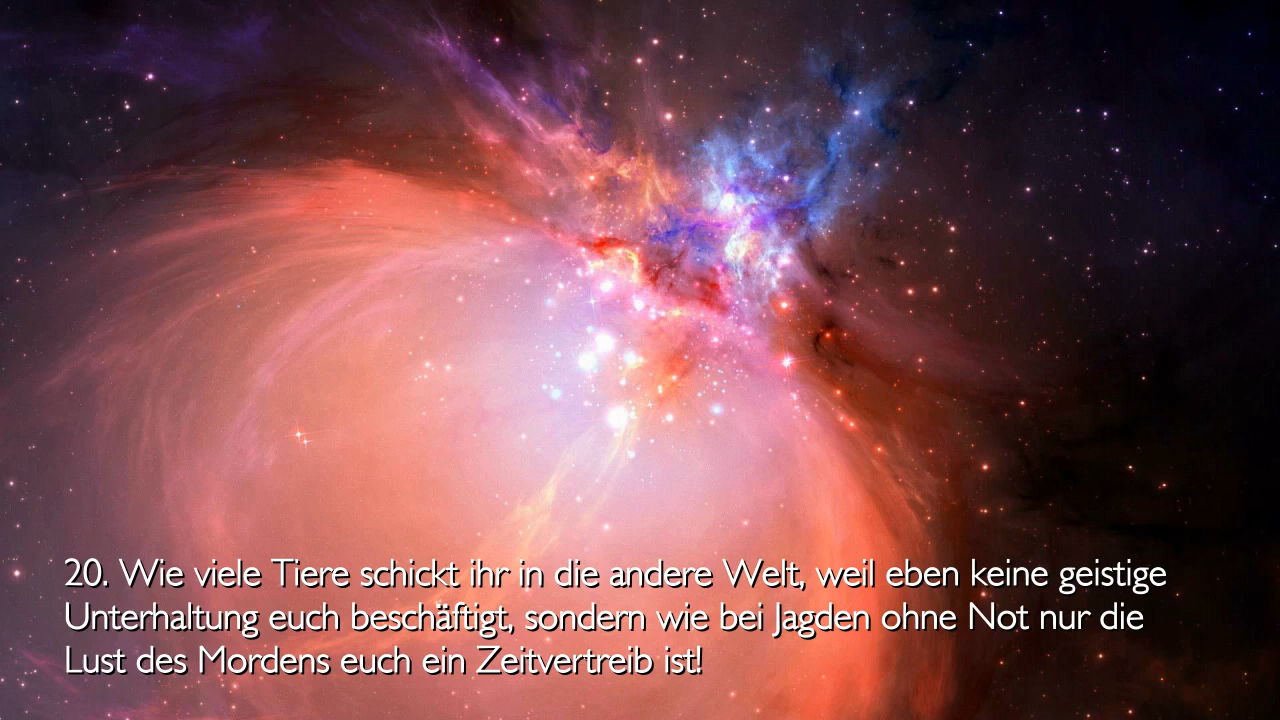 20. Wie viele Tiere schickt ihr in die andere Welt, weil eben keine geistige
Unterhaltung euch beschäftigt, sondern wie bei Jagden ohne Not nur die
Lust des Mordens euch ein Zeitvertreib ist!